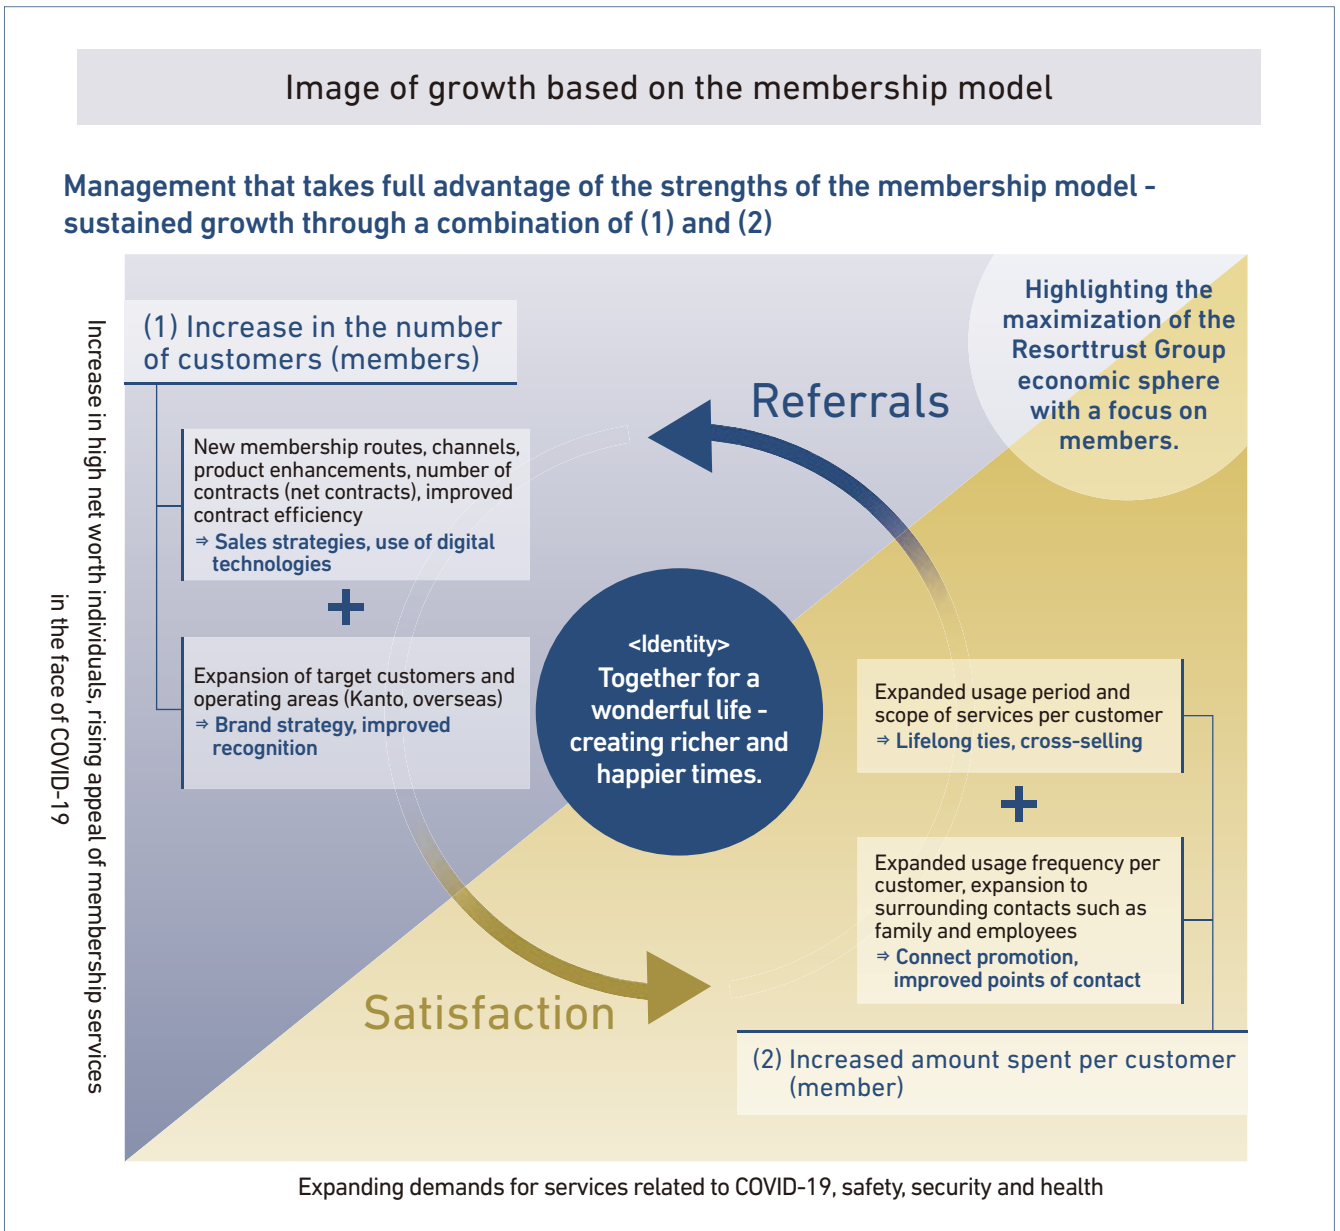 Image of growth based on the membership model
Management that takes full advantage of the strengths of the membership model -
sustained growth through a combination of (1) and (2)
Increase in high net worth individuals, rising appeal of membership services
in the face of COVID-19
(1) Increase in the number
of customers (members)
New membership routes, channels,
product enhancements, number of
contracts (net contracts), improved
contract efficiency
⇒ Sales strategies, use of digital
technologies
+
Expansion of target customers and
operating areas (Kanto, overseas)
⇒ Brand strategy, improved
recognition
Referrals
Highlighting the
maximization of the
Resorttrust Group
economic sphere
with a focus on
members.
<Identity>
Together for a
wonderful life -
creating richer and
happier times.
Satisfaction
Expanded usage period and
scope of services per customer
⇒ Lifelong ties, cross-selling
+
Expanded usage frequency per
customer, expansion to
surrounding contacts such as
family and employees
⇒ Connect promotion,
improved points of contact
(2) Increased amount spent per customer
(member)
Expanding demands for services related to COVID-19, safety, security and health